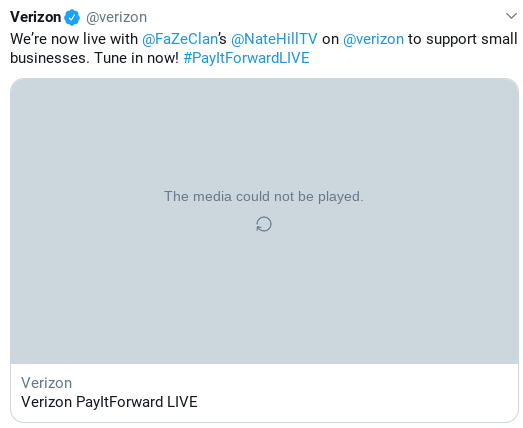 Verizon @verizon
We're now live with @FaZeClan's @NateHillTV on @verizon to support small
businesses. Tune in now! #PayItForwardLIVE
The media could not be played.
Verizon
Verizon PayItForward LIVE